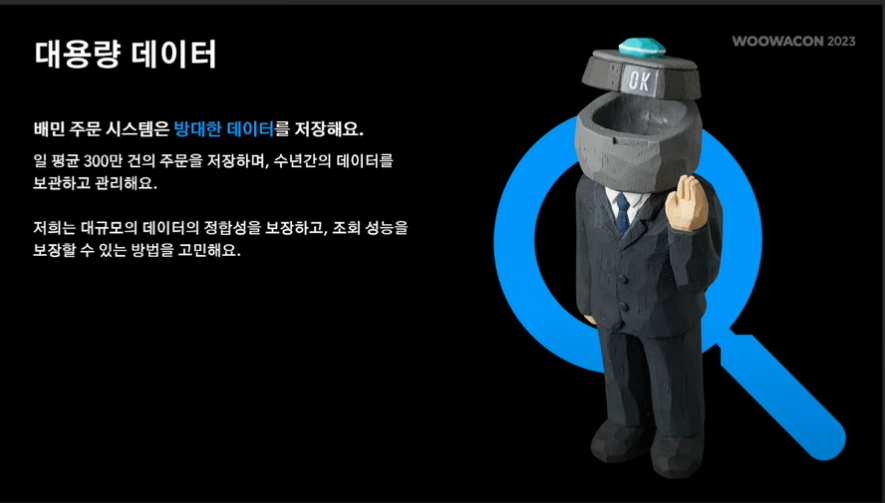 대용량 데이터
WOOWACON 2023
배민 주문 시스템은 방대한 데이터를 저장해요.
일 평균 300만 건의 주문을 저장하며, 수년간의 데이터를
보관하고 관리해요.
저희는 대규모의 데이터의 정합성을 보장하고, 조회 성능을
보장할 수 있는 방법을 고민해요.
OK